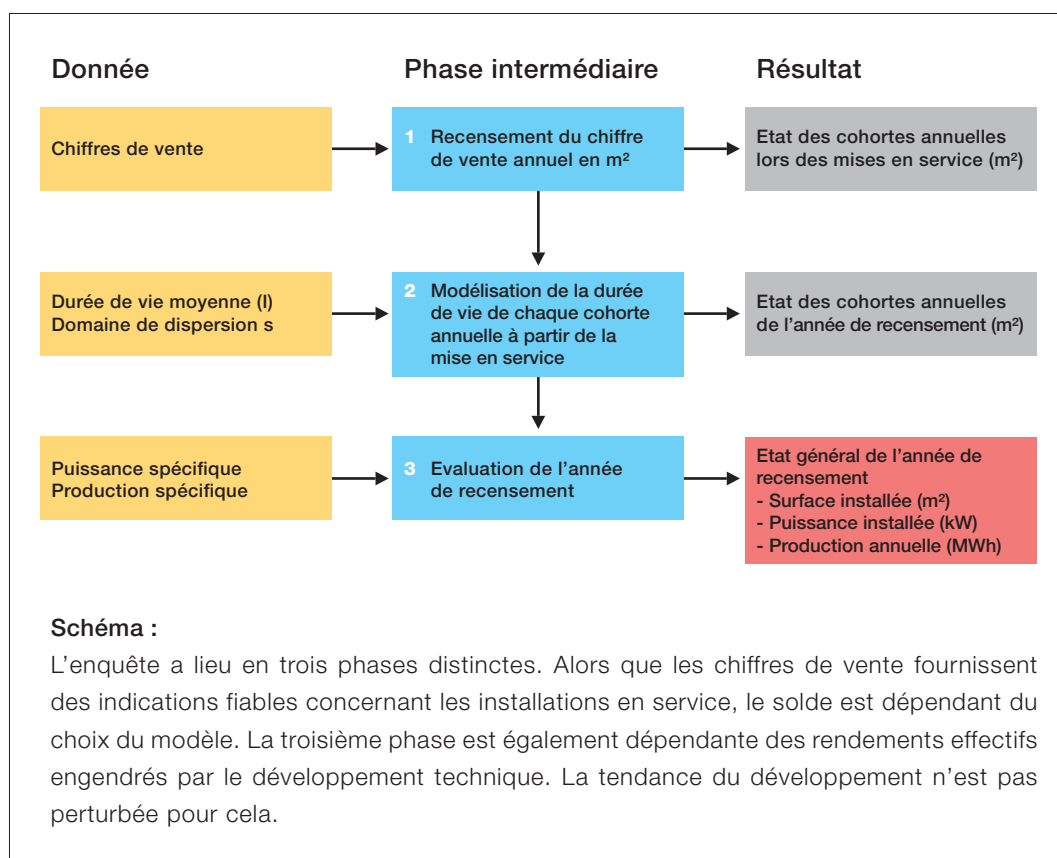 Donnée
Phase intermédiaire
Résultat
Chiffres de vente
1 Recensement du chiffre
de vente annuel en m²
Etat des cohortes annuelles
lors des mises en service (m²)
Durée de vie moyenne (l)
Domaine de dispersion s
2 Modélisation de la durée
de vie de chaque cohorte
annuelle à partir de la
mise en service
Etat des cohortes annuelles
de l’année de recensement (m²)
Puissance spécifique
Production spécifique
3 Evaluation de l’année
de recensement
Etat général de l’année de
recensement
- Surface installée (m²)
- Puissance installée (kW)
- Production annuelle (MWh)
Schéma :
L’enquête a lieu en trois phases distinctes. Alors que les chiffres de vente fournissent
des indications fiables concernant les installations en service, le solde est dépendant du
choix du modèle. La troisième phase est également dépendante des rendements effectifs
engendrés par le développement technique. La tendance du développement n’est pas
perturbée pour cela.